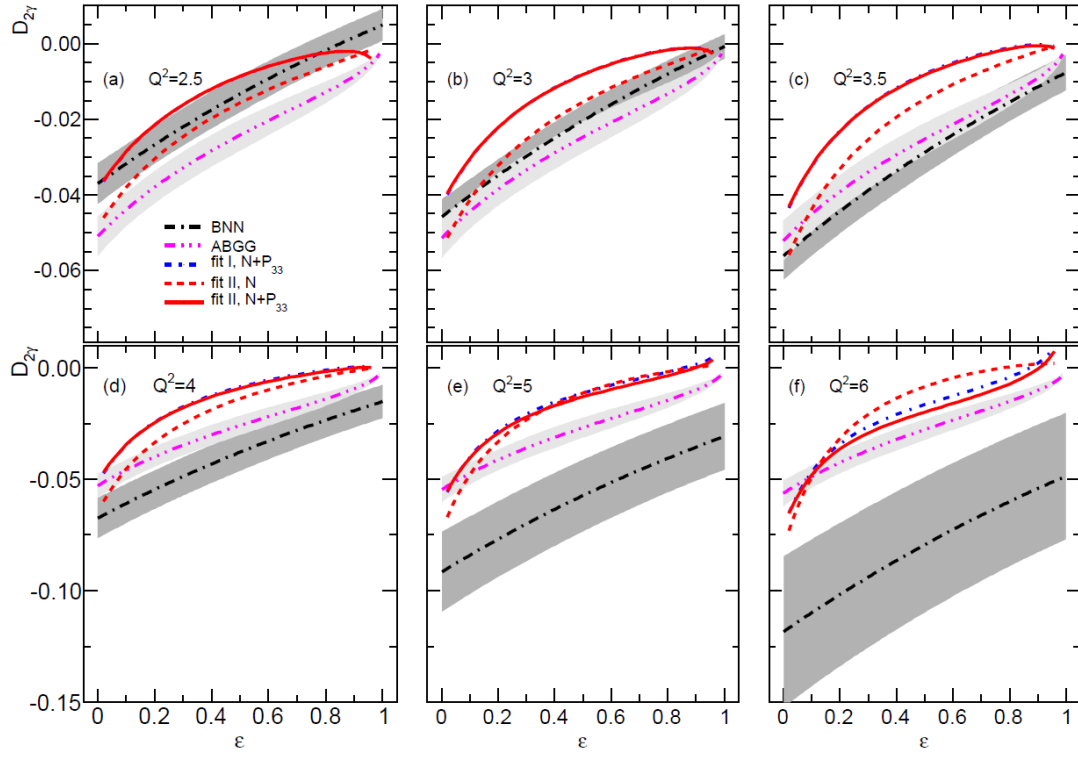 D₂γ
0.00
-0.02
-0.04
-0.06
(a) Q²=2.5
(b) Q²=3
(c) Q²=3.5
BNN
ABGG
fit I, N+P₃₃
fit II, N
fit II, N+P₃₃
D₂γ
0.00
-0.05
-0.10
-0.15
(d) Q²=4
(e) Q²=5
(f) Q²=6
0 0.2 0.4 0.6 0.8 1
0 0.2 0.4 0.6 0.8 1
0 0.2 0.4 0.6 0.8 1
ε
ε
ε